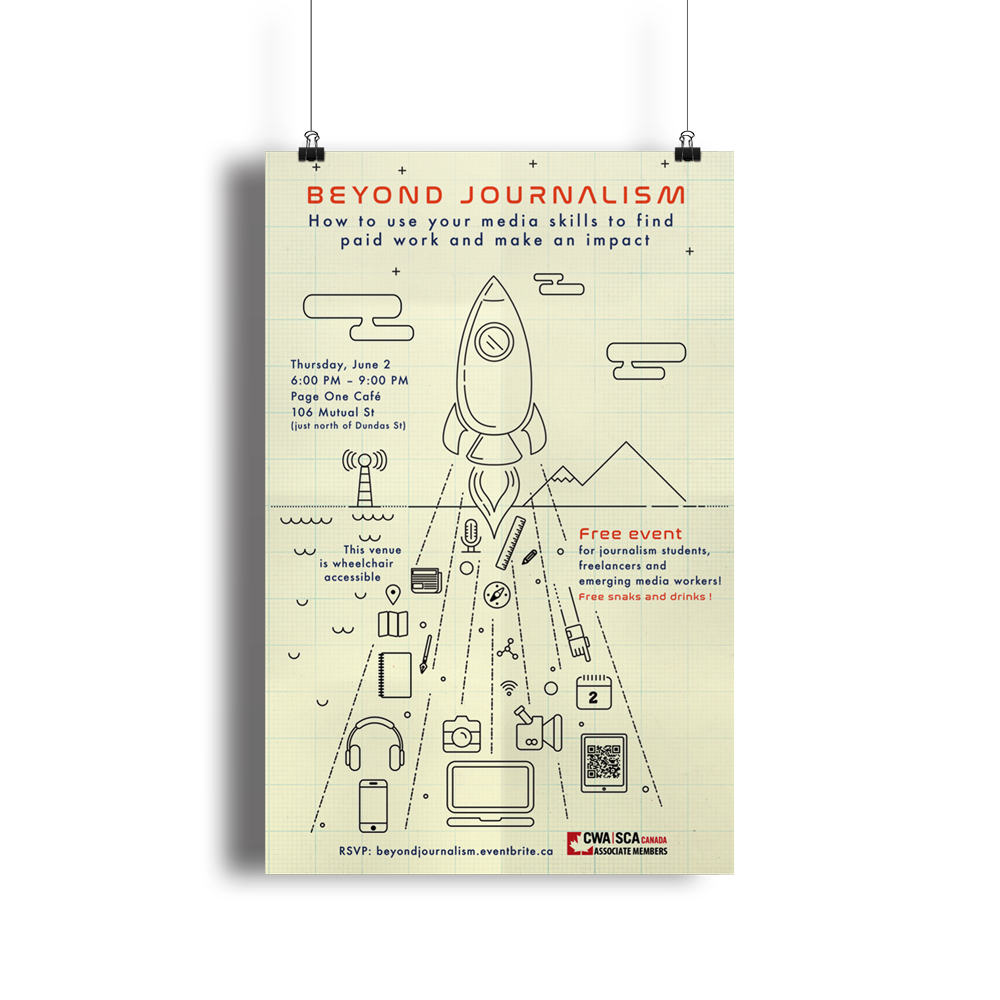 BEYOND JOURNALISM
How to use your media skills to find
paid work and make an impact
Thursday, June 2
6:00 PM – 9:00 PM
Page One Café
106 Mutual St
(just north of Dundas St)
This venue
is wheelchair
accessible
Free event
for journalism students,
freelancers and
emerging media workers!
Free snaks and drinks !
2
RSVP: beyondjournalism.eventbrite.ca
CWA|SCA CANADA
ASSOCIATE MEMBERS